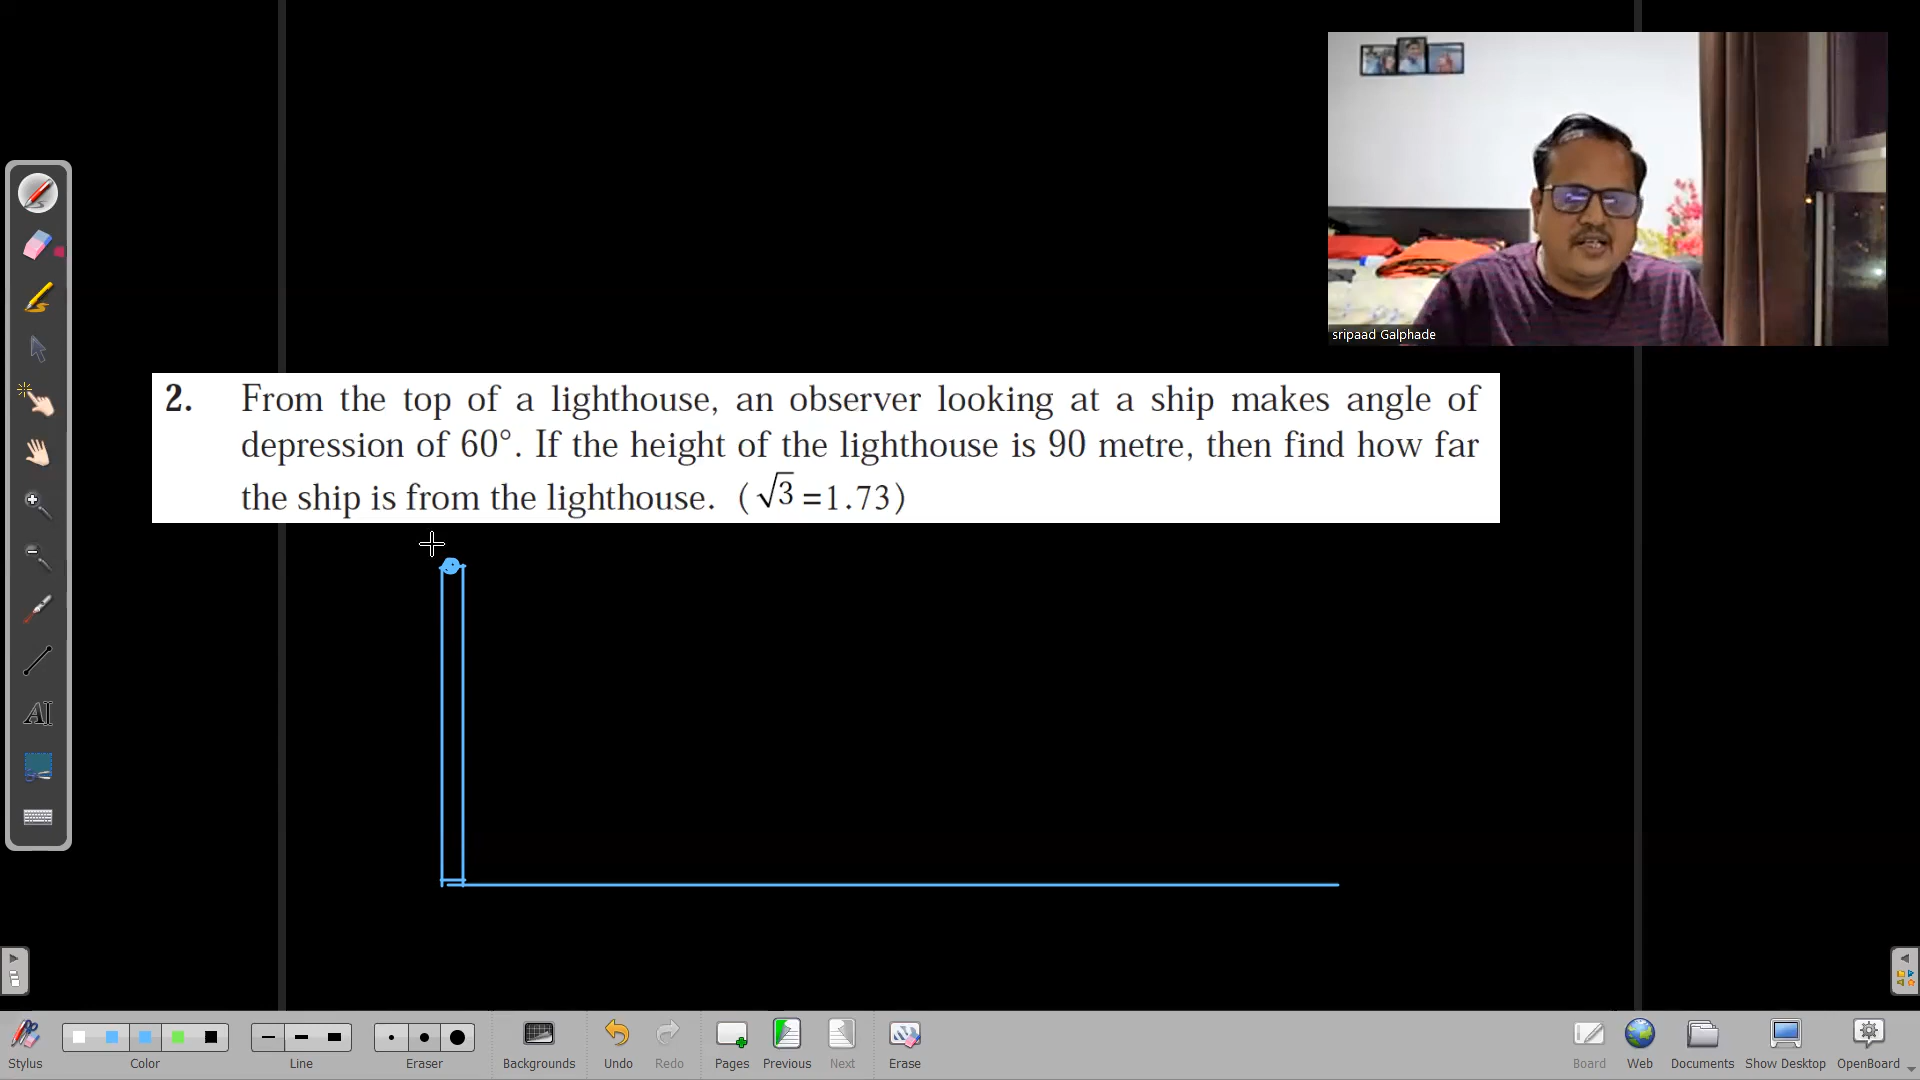 sripaad Galphade
2. From the top of a lighthouse, an observer looking at a ship makes angle of
depression of 60°. If the height of the lighthouse is 90 metre, then find how far
the ship is from the lighthouse. (√3 =1.73)
AI
Stylus Color Line Eraser Backgrounds Undo Redo Pages Previous Next Erase Board Web Documents Show Desktop OpenBoard